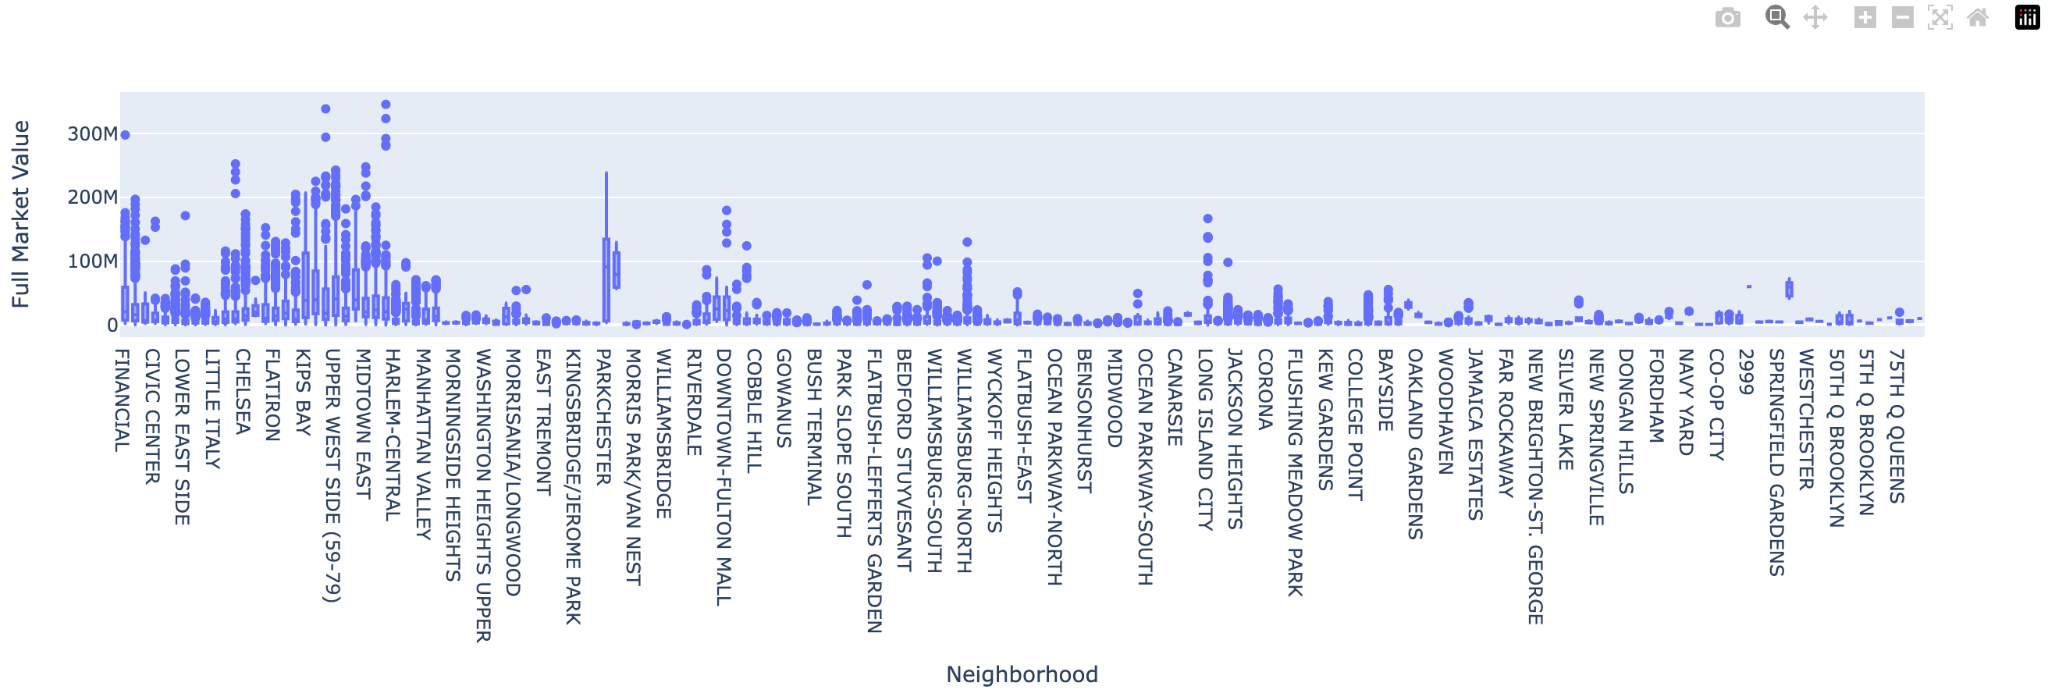 Full Market Value
300M
200M
100M
0
FINANCIAL
CIVIC CENTER
LOWER EAST SIDE
LITTLE ITALY
CHELSEA
FLATIRON
KIPS BAY
UPPER WEST SIDE (59-79)
MIDTOWN EAST
HARLEM-CENTRAL
MANHATTAN VALLEY
MORNINGSIDE HEIGHTS
WASHINGTON HEIGHTS UPPER
MORRISANIA/LONGWOOD
EAST TREMONT
KINGSBRIDGE/JEROME PARK
PARKCHESTER
MORRIS PARK/VAN NEST
WILLIAMSBRIDGE
RIVERDALE
DOWNTOWN-FULTON MALL
COBBLE HILL
GOWANUS
BUSH TERMINAL
PARK SLOPE SOUTH
FLATBUSH-LEFFERTS GARDEN
BEDFORD STUYVESANT
WILLIAMSBURG-SOUTH
WILLIAMSBURG-NORTH
WYCKOFF HEIGHTS
FLATBUSH-EAST
OCEAN PARKWAY-NORTH
BENSONHURST
MIDWOOD
OCEAN PARKWAY-SOUTH
CANARSIE
LONG ISLAND CITY
JACKSON HEIGHTS
CORONA
FLUSHING MEADOW PARK
KEW GARDENS
COLLEGE POINT
BAYSIDE
OAKLAND GARDENS
WOODHAVEN
JAMAICA ESTATES
FAR ROCKAWAY
NEW BRIGHTON-ST. GEORGE
SILVER LAKE
NEW SPRINGVILLE
DONGAN HILLS
FORDHAM
NAVY YARD
CO-OP CITY
2999
SPRINGFIELD GARDENS
WESTCHESTER
50TH Q BROOKLYN
5TH Q BROOKLYN
75TH Q QUEENS
Neighborhood